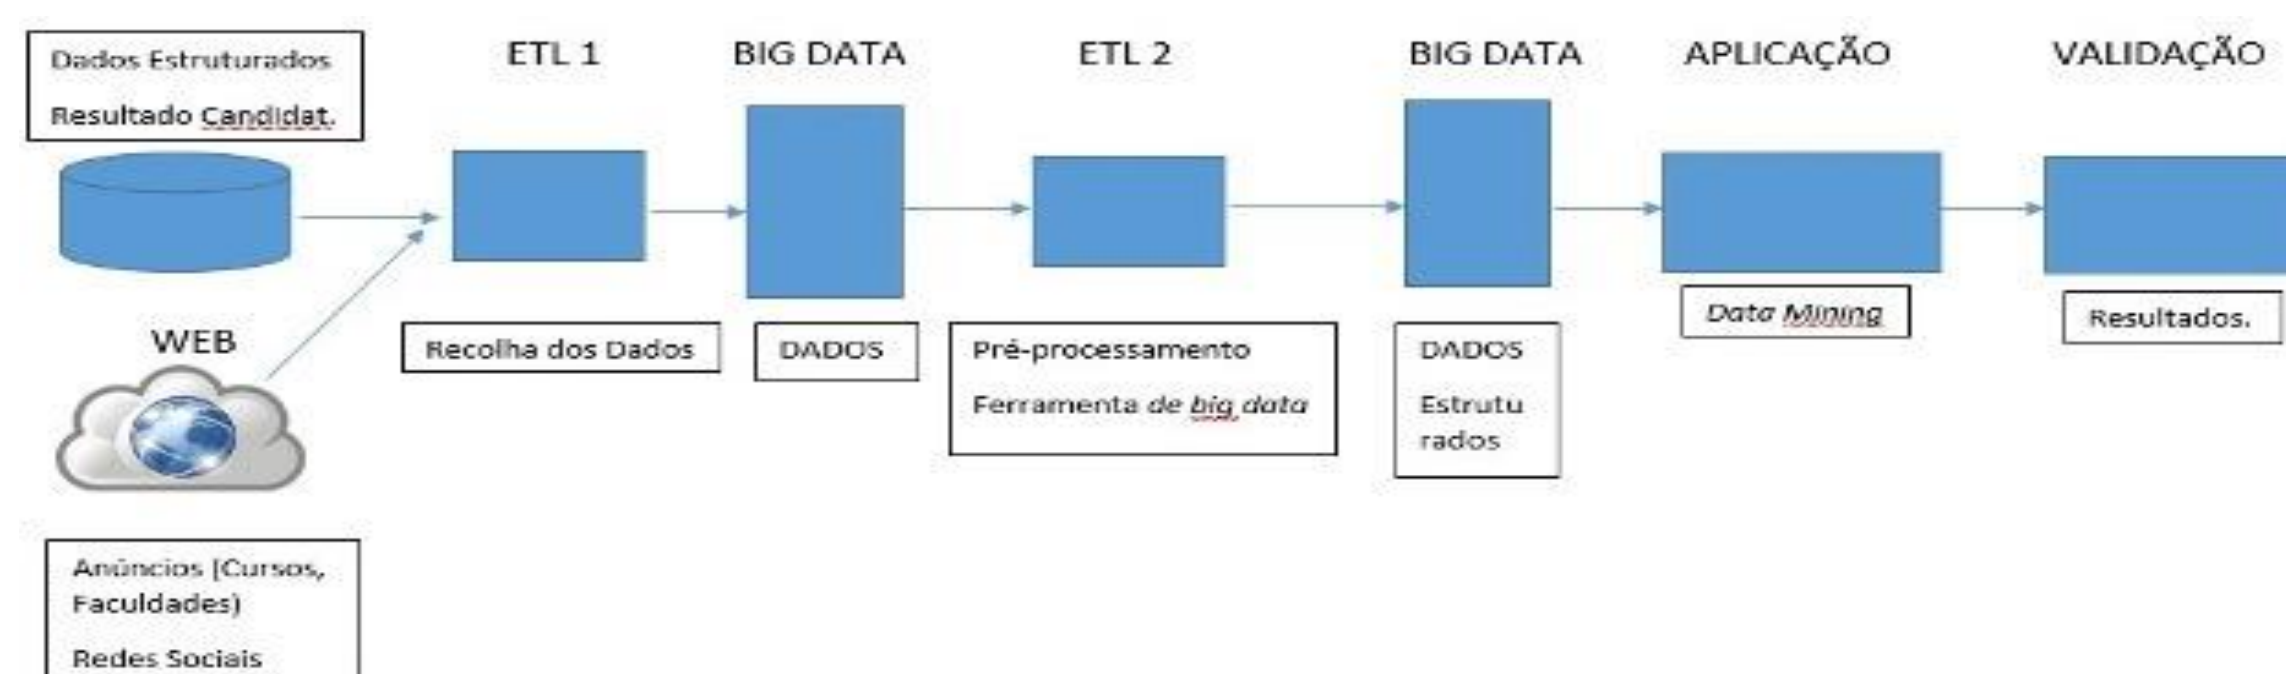 Dados Estruturados
Resultado Candidat.
ETL 1
BIG DATA
ETL 2
BIG DATA
APLICAÇÃO
VALIDAÇÃO
WEB
Recolha dos Dados
DADOS
Pré-processamento
Ferramenta de big data
DADOS
Estrutu
rados
Data Mining
Resultados.
Anúncios (Cursos,
Faculdades)
Redes Sociais